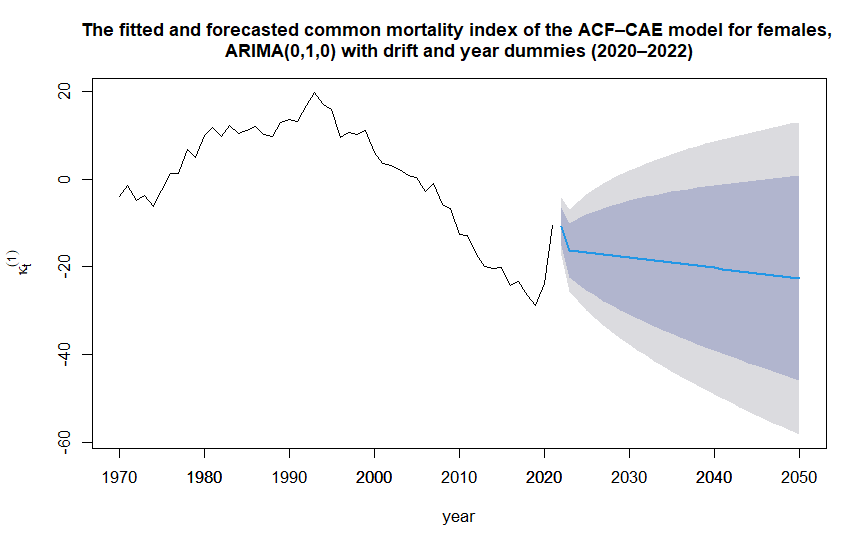 The fitted and forecasted common mortality index of the ACF–CAE model for females,
ARIMA(0,1,0) with drift and year dummies (2020–2022)
20
0
-20
-40
-60
κt(1)
1970 1980 1990 2000 2010 2020 2030 2040 2050
year